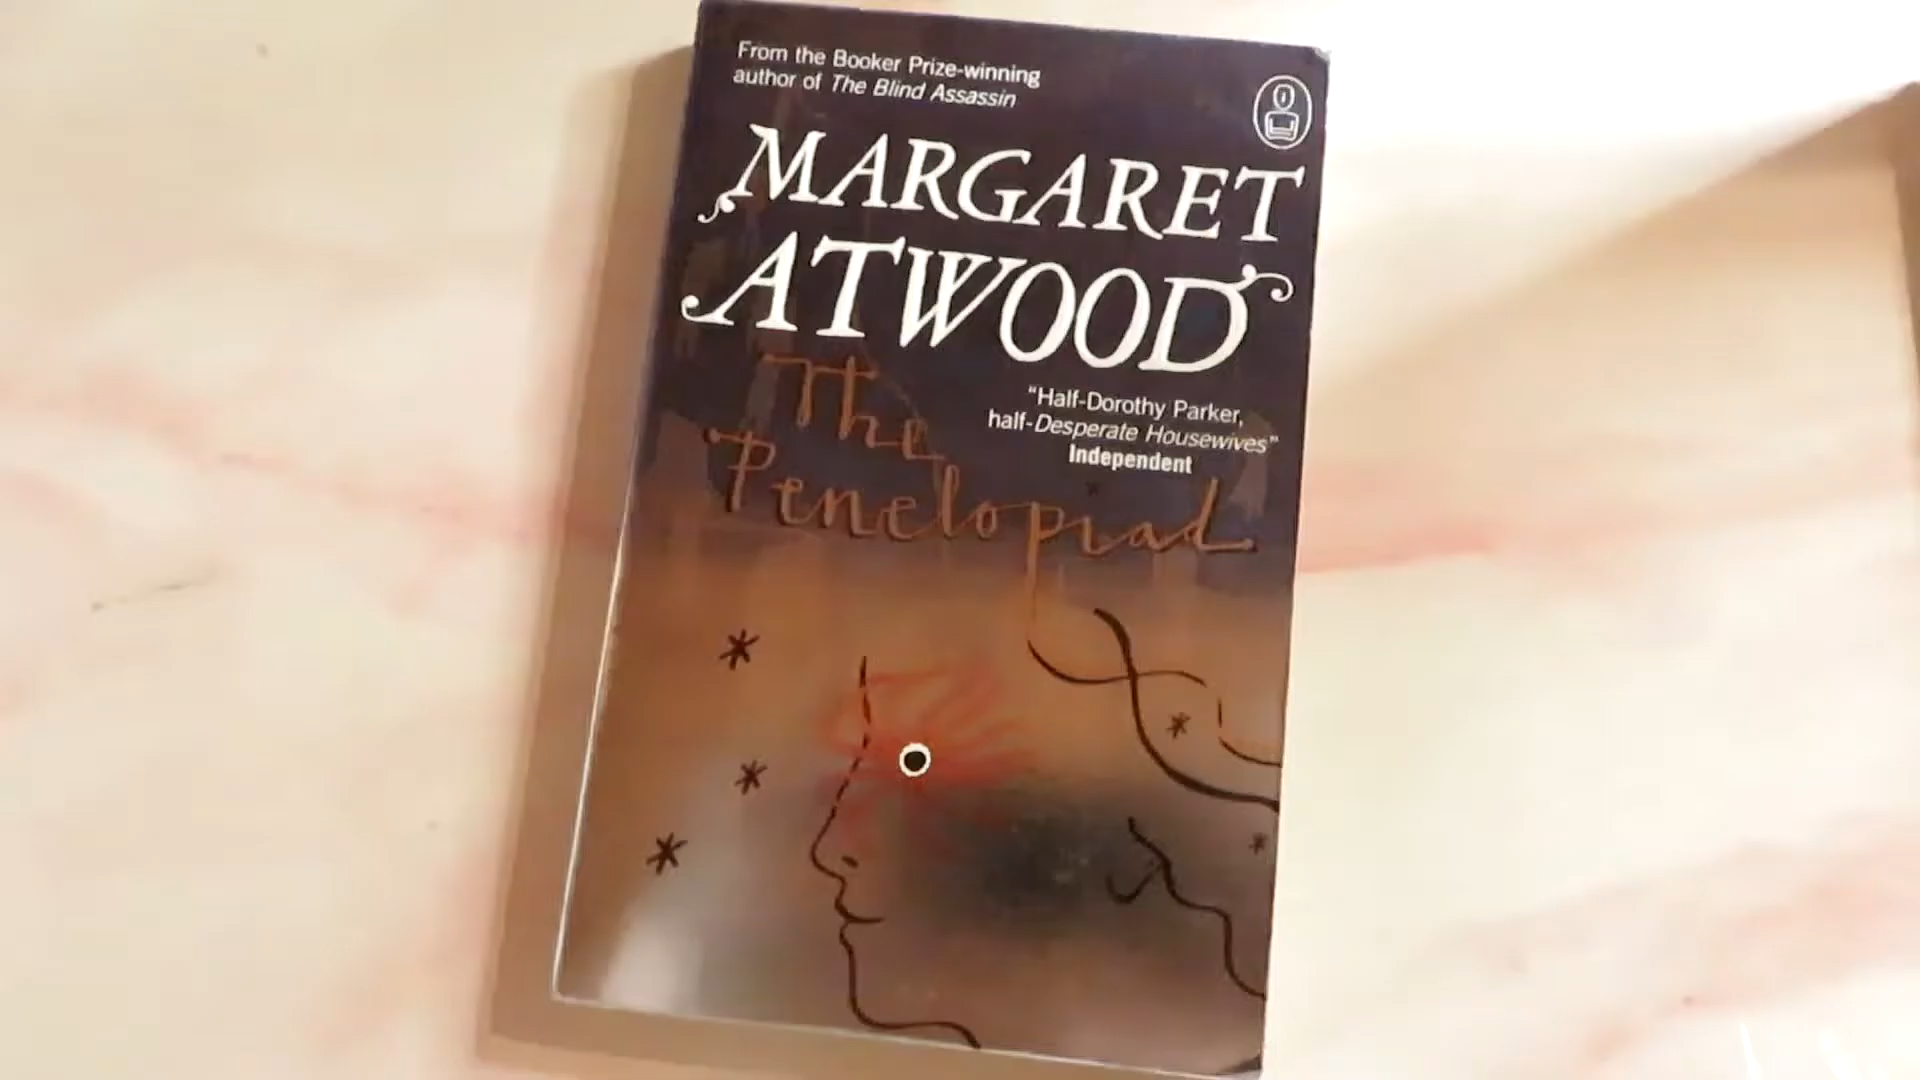 From the Booker Prize-winning
author of The Blind Assassin
MARGARET
ATWOOD
The
Penelopiad
"Half-Dorothy Parker,
half-Desperate Housewives"
Independent